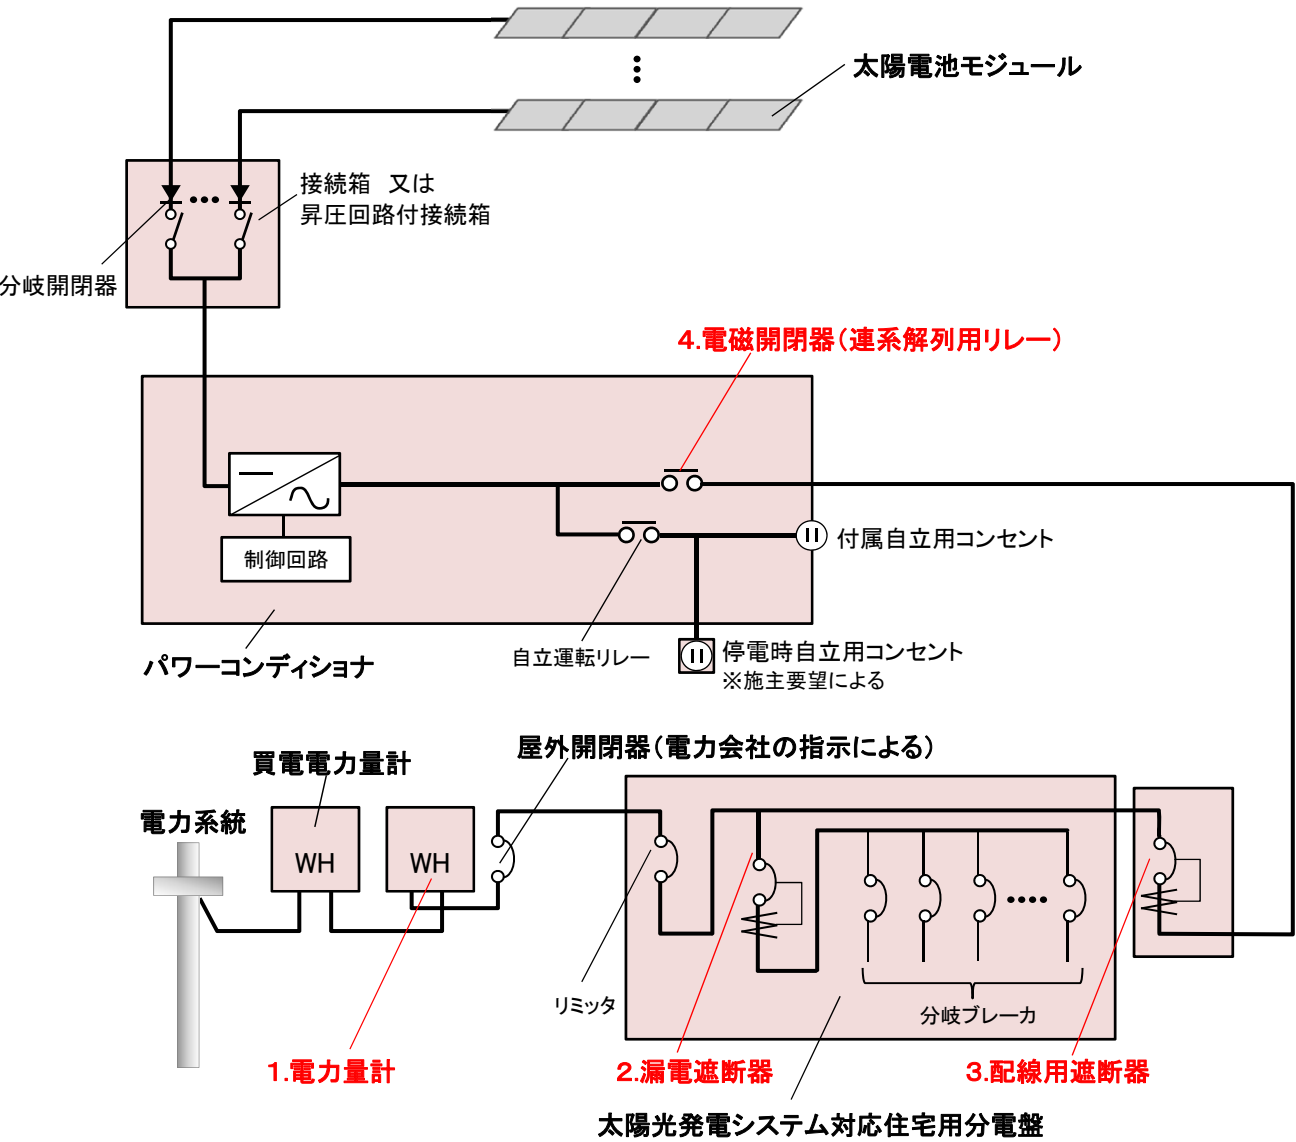 太陽電池モジュール
接続箱　又は
昇圧回路付接続箱
分岐開閉器
4.電磁開閉器(連系解列用リレー)
制御回路
付属自立用コンセント
パワーコンディショナ
自立運転リレー
停電時自立用コンセント
※施主要望による
屋外開閉器(電力会社の指示による)
買電電力量計
電力系統
WH
WH
リミッタ
分岐ブレーカ
1.電力量計
2.漏電遮断器
3.配線用遮断器
太陽光発電システム対応住宅用分電盤